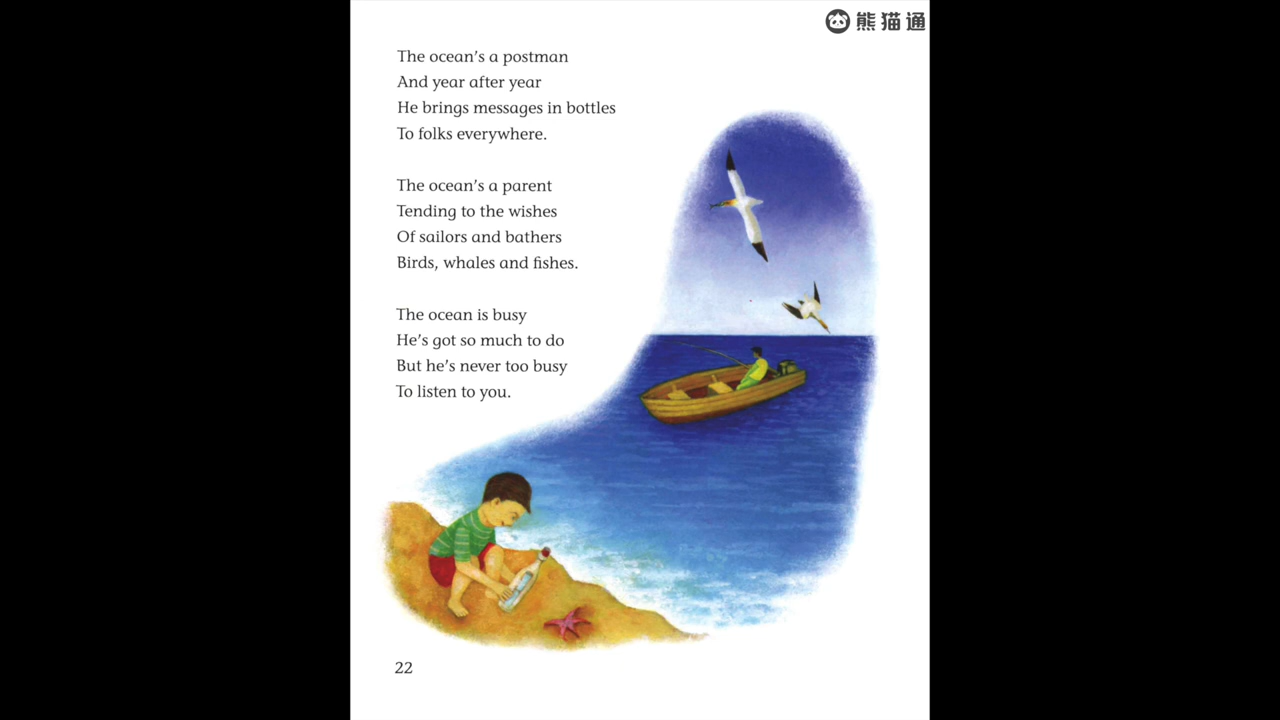 熊猫通
The ocean's a postman
And year after year
He brings messages in bottles
To folks everywhere.
The ocean's a parent
Tending to the wishes
Of sailors and bathers
Birds, whales and fishes.
The ocean is busy
He's got so much to do
But he's never too busy
To listen to you.
22